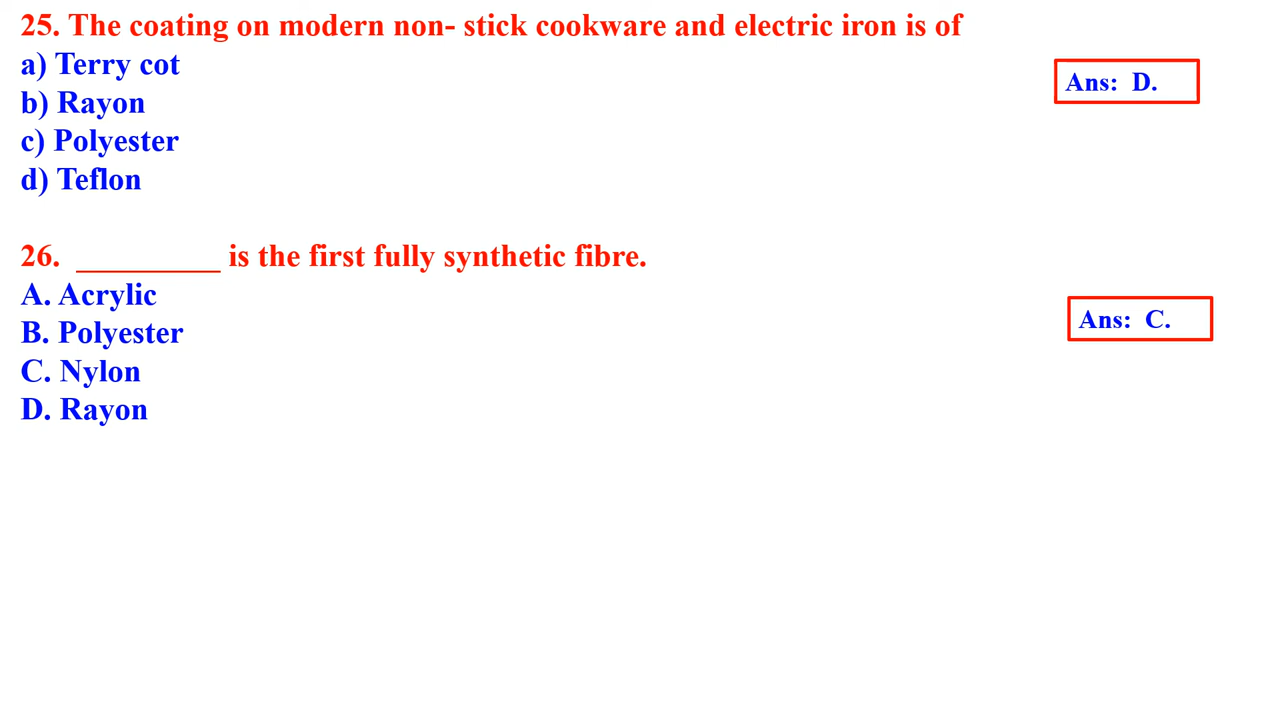 25. The coating on modern non- stick cookware and electric iron is of
a) Terry cot
b) Rayon
c) Polyester
d) Teflon
Ans: D.
26. _________ is the first fully synthetic fibre.
A. Acrylic
B. Polyester
C. Nylon
D. Rayon
Ans: C.